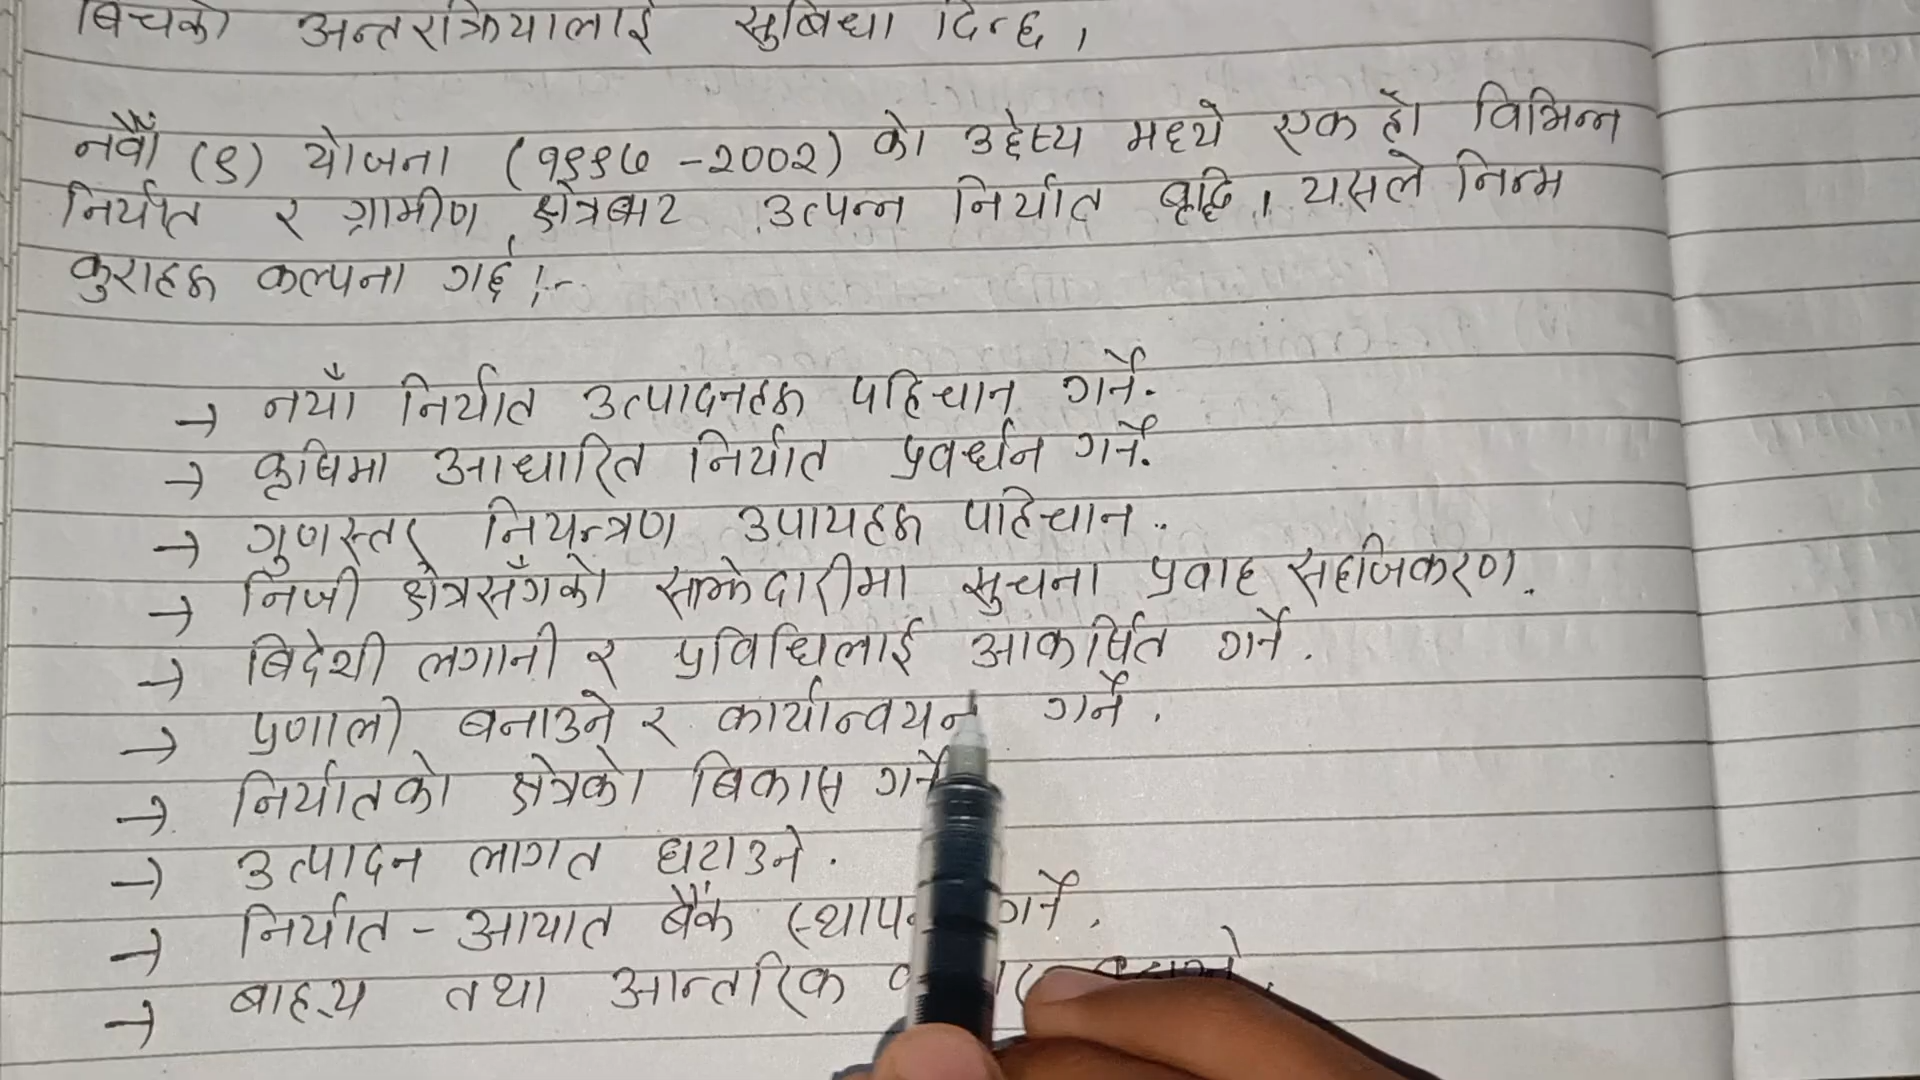 बिचको अन्तरक्रियालाई सुबिधा दिन्छ ।
नवौँ (९) योजना (१९९७ -२००२) को उद्देश्य मध्ये एक हो विभिन्न
निर्यात र ग्रामीण क्षेत्रबाट उत्पन्न निर्यात बृद्धि । यसले निम्न
कुराहरू कल्पना गर्छ ।-
→ नयाँ निर्यात उत्पादनहरू पहिचान गर्ने.
→ कृषिमा आधारित निर्यात प्रवर्धन गर्ने.
→ गुणस्तर नियन्त्रण उपायहरू पहिचान .
→ निजी क्षेत्रसँगको साझेदारीमा सुचना प्रवाह सहजिकरण .
→ बिदेशी लगानी र प्रविधिलाई आकर्षित गर्ने .
→ प्रणाली बनाउने र कार्यान्वयन गर्ने .
→ निर्यातको क्षेत्रको बिकास गर्ने
→ उत्पादन लागत घटाउने .
→ निर्यात - आयात बैंक गर्ने .
→ बाह्य तथा आन्तरिक